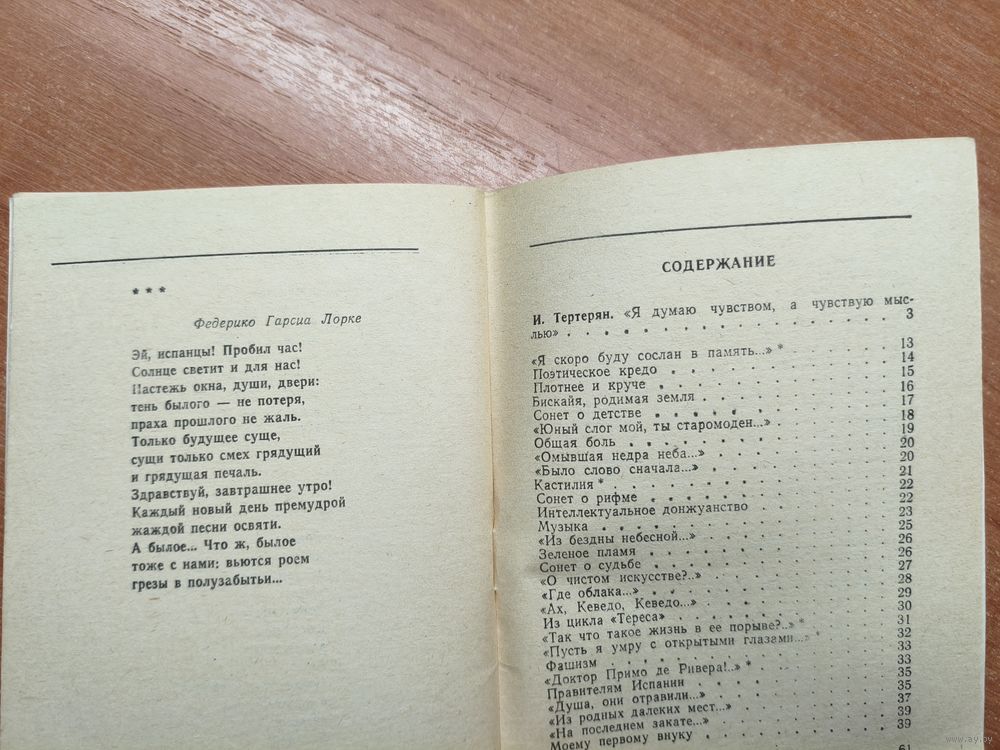 * * *
Федерико Гарсиа Лорке
Эй, испанцы! Пробил час!
Солнце светит и для нас!
Настежь окна, души, двери:
тень былого — не потеря,
праха прошлого не жаль.
Только будущее суще,
сущи только смех грядущий
и грядущая печаль.
Здравствуй, завтрашнее утро!
Каждый новый день премудрой
жаждой песни освяти.
А былое... Что ж, былое
тоже с нами: вьются роем
грезы в полузабытьи...
СОДЕРЖАНИЕ
И. Тертерян. «Я думаю чувством, а чувствую мыс-
лью» . . . . . . . . . . 3
«Я скоро буду сослан в память...» * . . . . 13
Поэтическое кредо . . . . . . . . 14
Плотнее и круче . . . . . . . . 15
Бискайя, родимая земля . . . . . . . 16
Сонет о детстве . . . . . . . . 17
«Юный слог мой, ты старомоден...» . . . . 18
Общая боль . . . . . . . . 19
«Омывшая недра неба...» . . . . . . 20
«Было слово сначала...» . . . . . . 20
Кастилия * . . . . . . . . 21
Сонет о рифме . . . . . . . . 22
Интеллектуальное донжуанство . . . . . 22
Музыка . . . . . . . . . 23
«Из бездны небесной...» . . . . . . 25
Зеленое пламя . . . . . . . . 26
Сонет о судьбе . . . . . . . . 26
«О чистом искусстве?..» . . . . . . 27
«Где облака...» . . . . . . . . 28
«Ах, Кеведо, Кеведо...» . . . . . . 29
Из цикла «Тереса» . . . . . . . 30
«Так что такое жизнь в ее порыве?..» * . . . 31
«Пусть я умру с открытыми глазами...» * . . . 32
Фашизм . . . . . . . . . 33
«Доктор Примо де Ривера!..» * . . . . . 33
Правителям Испании . . . . . . . 35
«Душа, они отравили...» . . . . . . 35
«Из родных далеких мест...» . . . . . 37
«На последнем закате...» . . . . . . 39
Моему первому внуку . . . . . . . 39
61
www.ay.by